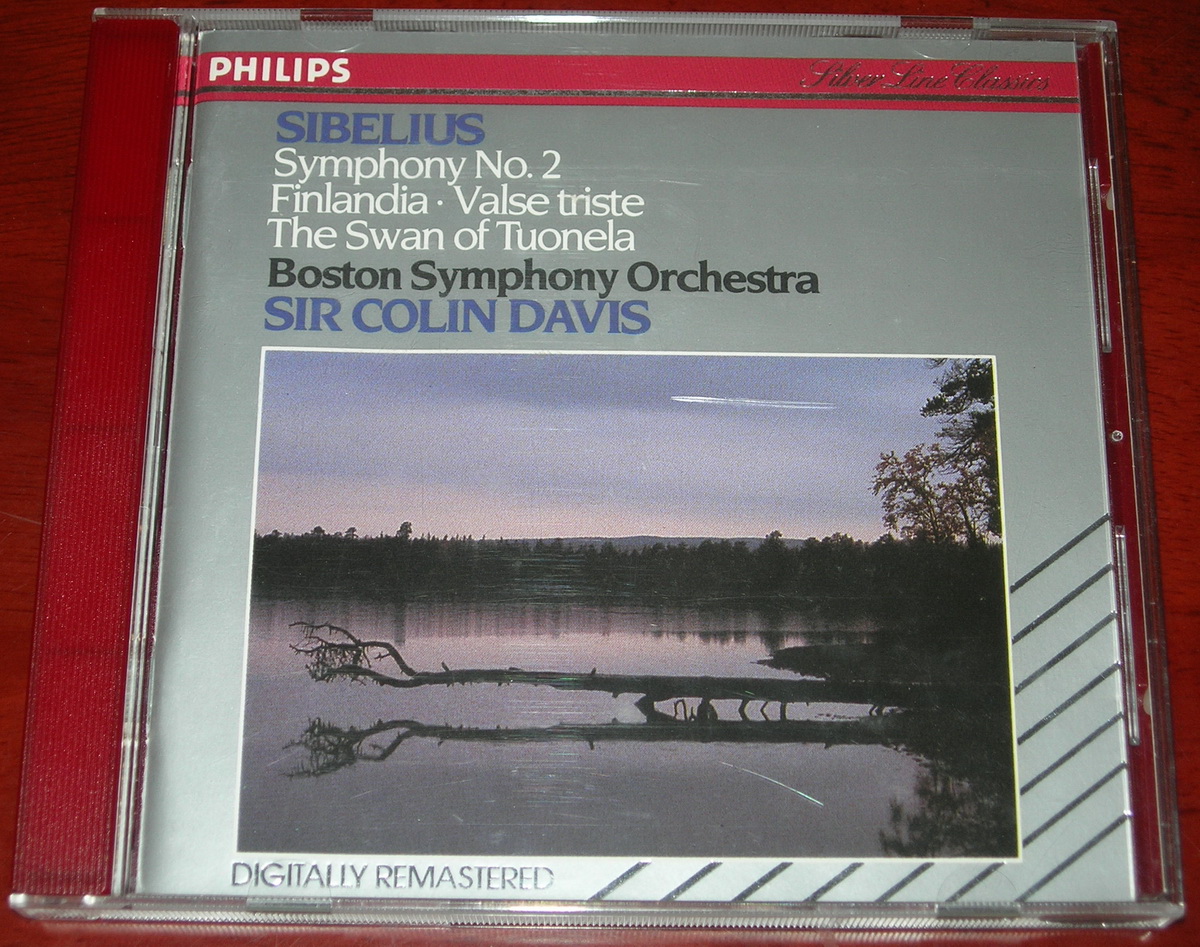 PHILIPS
Silver Line Classics
SIBELIUS
Symphony No. 2
Finlandia · Valse triste
The Swan of Tuonela
Boston Symphony Orchestra
SIR COLIN DAVIS
DIGITALLY REMASTERED